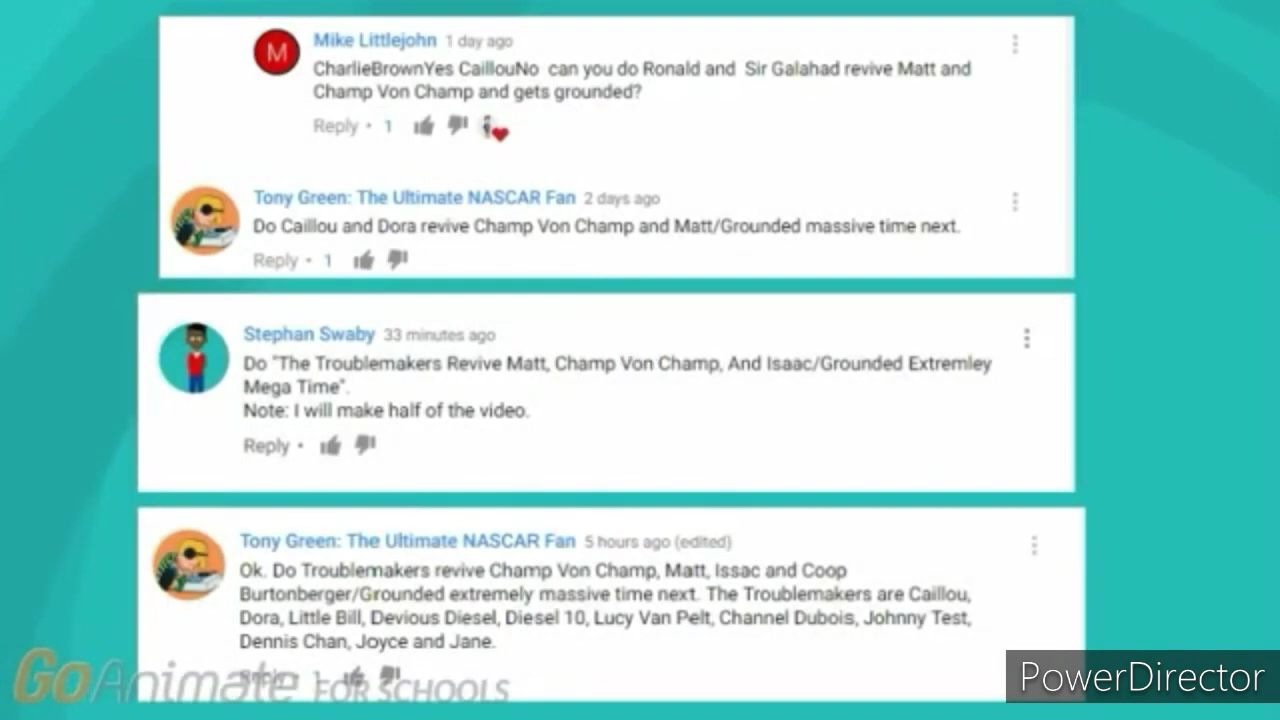 Mike Littlejohn 1 day ago
M
CharlieBrownYes CaillouNo can you do Ronald and Sir Galahad revive Matt and
Champ Von Champ and gets grounded?
Reply • 1
Tony Green: The Ultimate NASCAR Fan 2 days ago
Do Caillou and Dora revive Champ Von Champ and Matt/Grounded massive time next.
Reply • 1
Stephan Swaby 33 minutes ago
Do "The Troublemakers Revive Matt, Champ Von Champ, And Isaac/Grounded Extremley
Mega Time".
Note: I will make half of the video.
Reply •
Tony Green: The Ultimate NASCAR Fan 5 hours ago (edited)
Ok. Do Troublemakers revive Champ Von Champ, Matt, Issac and Coop
Burtonberger/Grounded extremely massive time next. The Troublemakers are Caillou,
Dora, Little Bill, Devious Diesel, Diesel 10, Lucy Van Pelt, Channel Dubois, Johnny Test,
Dennis Chan, Joyce and Jane.
Reply • 1
GoAnimate FOR SCHOOLS
PowerDirector